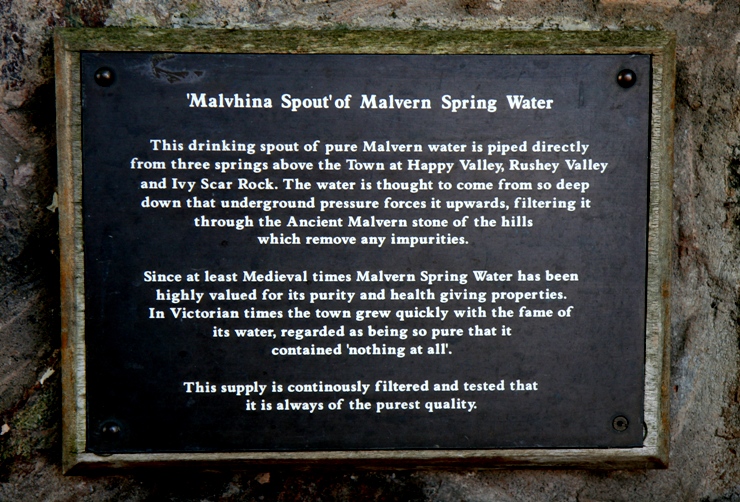 'Malvhina Spout' of Malvern Spring Water
This drinking spout of pure Malvern water is piped directly
from three springs above the Town at Happy Valley, Rushey Valley
and Ivy Scar Rock. The water is thought to come from so deep
down that underground pressure forces it upwards, filtering it
through the Ancient Malvern stone of the hills
which remove any impurities.
Since at least Medieval times Malvern Spring Water has been
highly valued for its purity and health giving properties.
In Victorian times the town grew quickly with the fame of
its water, regarded as being so pure that it
contained 'nothing at all'.
This supply is continously filtered and tested that
it is always of the purest quality.